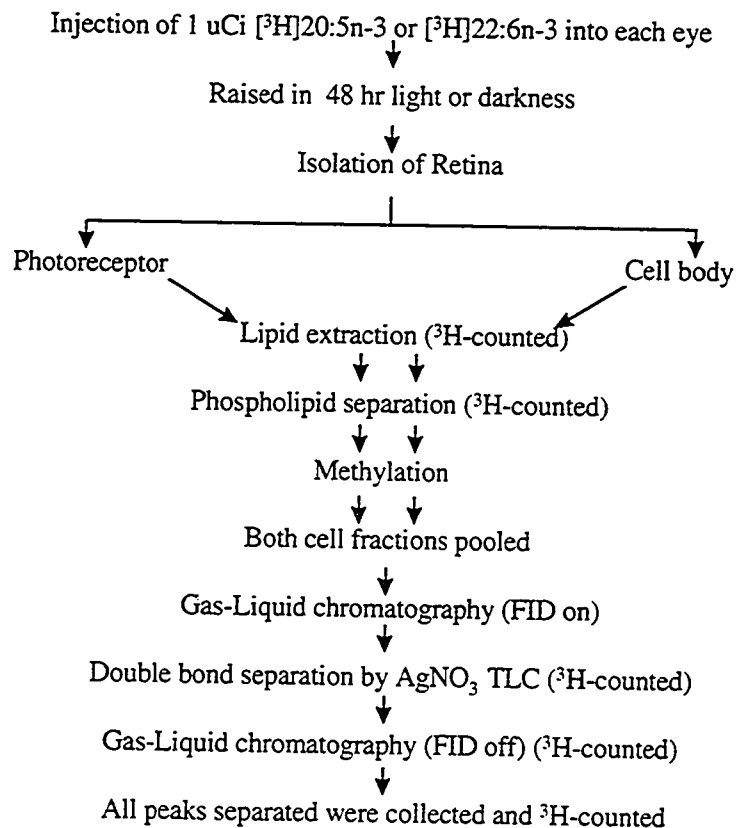 Injection of 1 uCi [³H]20:5n-3 or [³H]22:6n-3 into each eye
Raised in 48 hr light or darkness
Isolation of Retina
Photoreceptor
Cell body
Lipid extraction (³H-counted)
Phospholipid separation (³H-counted)
Methylation
Both cell fractions pooled
Gas-Liquid chromatography (FID on)
Double bond separation by AgNO₃ TLC (³H-counted)
Gas-Liquid chromatography (FID off) (³H-counted)
All peaks separated were collected and ³H-counted